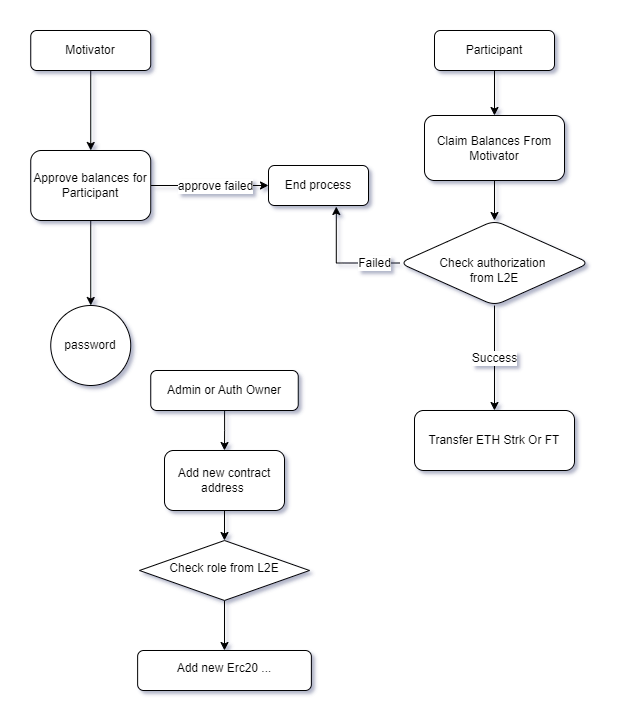 Motivator
Participant
Claim Balances From
Motivator
Approve balances for
Participant
approve failed
End process
Check authorization
from L2E
Failed
password
Success
Admin or Auth Owner
Transfer ETH Strk Or FT
Add new contract
address
Check role from L2E
Add new Erc20 ...